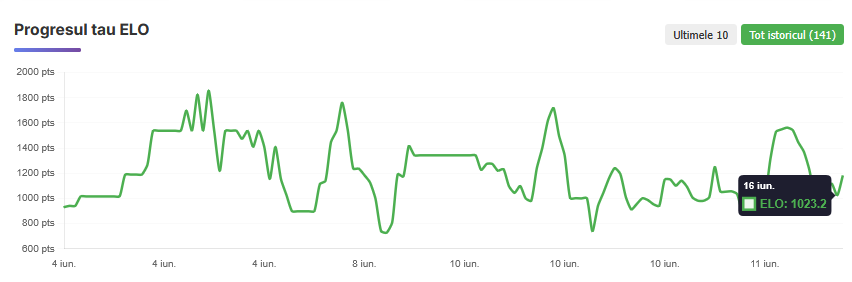 Progresul tau ELO
Ultimele 10
Tot istoricul (141)
2000 pts
1800 pts
1600 pts
1400 pts
1200 pts
1000 pts
800 pts
600 pts
16 iun.
ELO: 1023.2
4 iun.
4 iun.
4 iun.
8 iun.
10 iun.
10 iun.
10 iun.
11 iun.